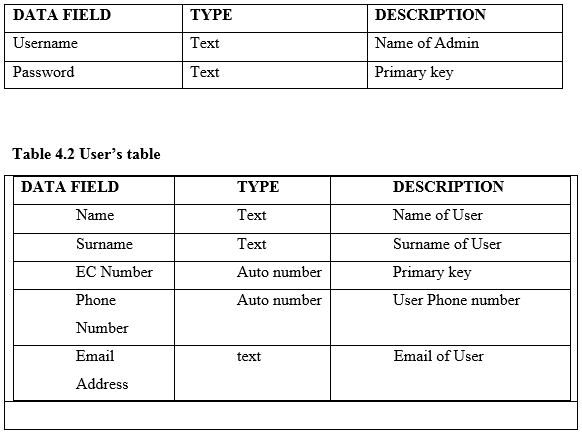 DATA FIELD TYPE DESCRIPTION
Username Text Name of Admin
Password Text Primary key
Table 4.2 User’s table
DATA FIELD TYPE DESCRIPTION
Name Text Name of User
Surname Text Surname of User
EC Number Auto number Primary key
Phone Auto number User Phone number
Number
Email text Email of User
Address